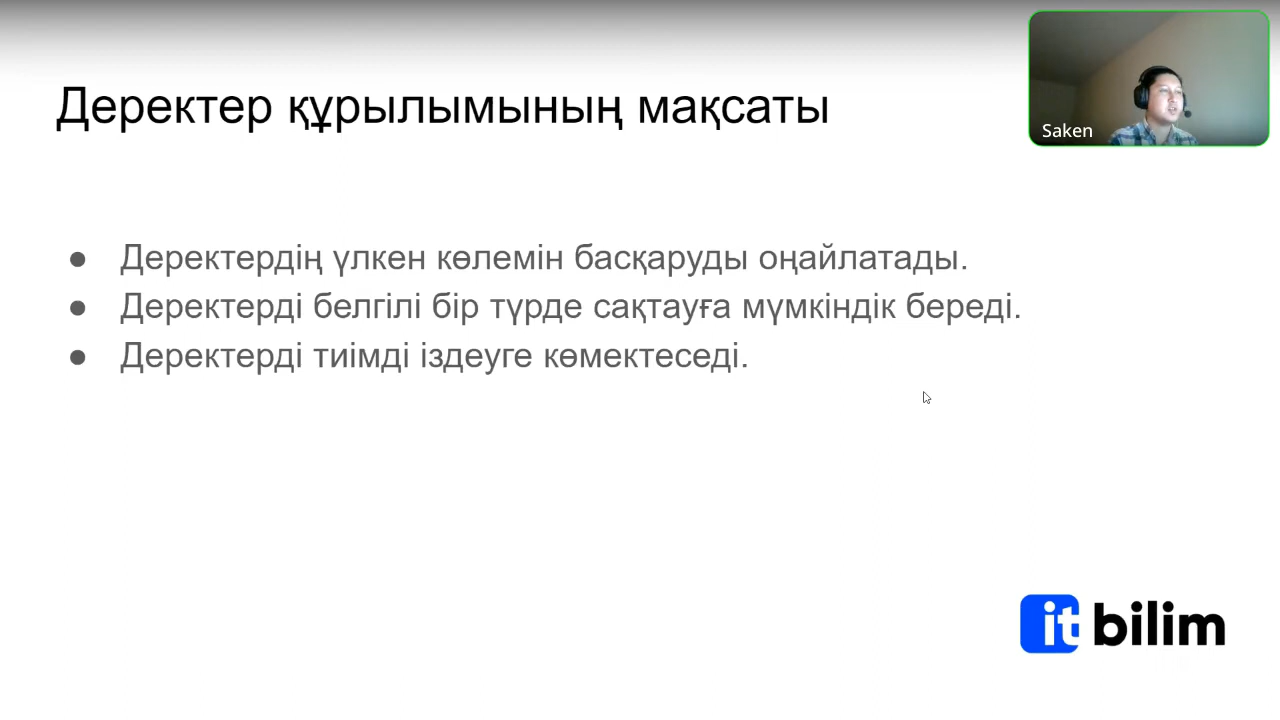 Деректер құрылымының мақсаты
Saken
● Деректердің үлкен көлемін басқаруды оңайлатады.
● Деректерді белгілі бір түрде сақтауға мүмкіндік береді.
● Деректерді тиімді іздеуге көмектеседі.
it bilim